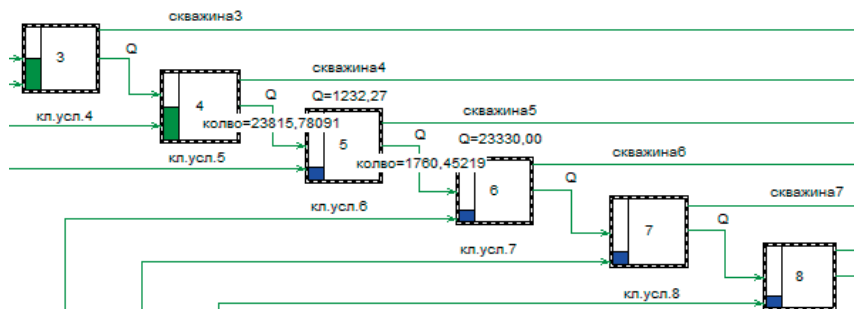 скважина3
3
Q
скважина4
кл.усл.4
4
Q
Q=1232,27
колво=23815,78091
скважина5
кл.усл.5
5
Q
Q=23330,00
колво=1760,45219
скважина6
кл.усл.6
6
Q
скважина7
кл.усл.7
7
Q
кл.усл.8
8